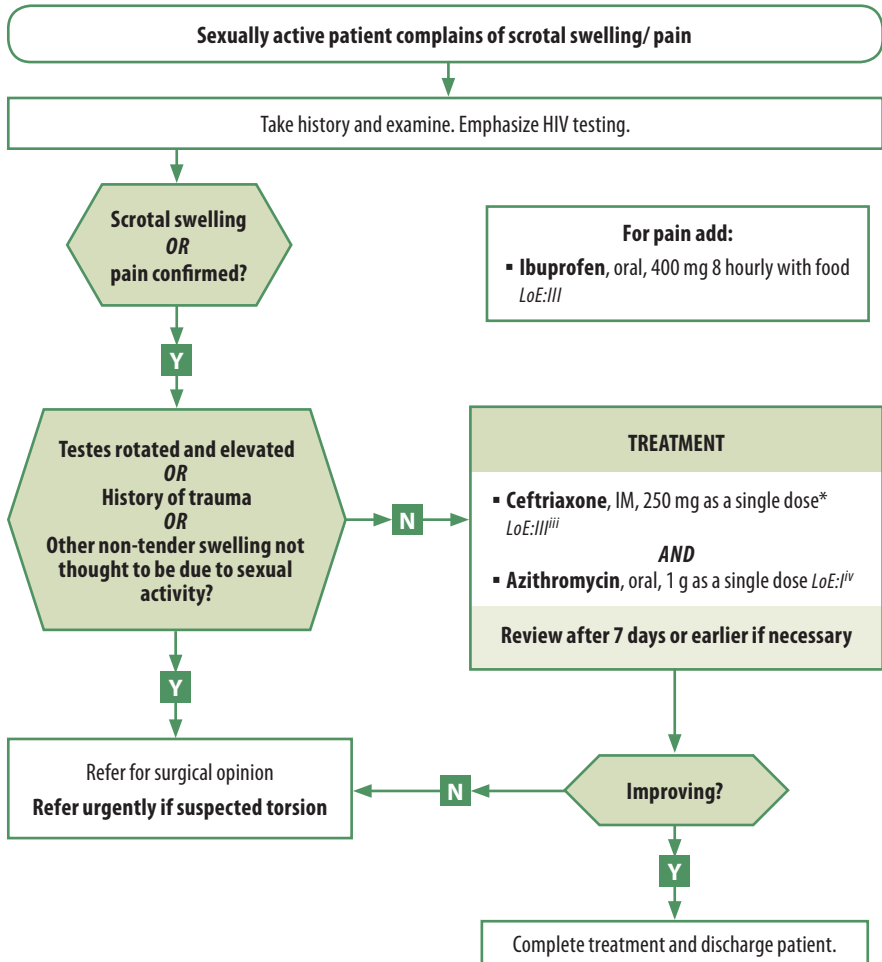 Sexually active patient complains of scrotal swelling/ pain
Take history and examine. Emphasize HIV testing.
Scrotal swelling
OR
pain confirmed?
For pain add:
▪ Ibuprofen, oral, 400 mg 8 hourly with food
LoE:III
Y
Testes rotated and elevated
OR
History of trauma
OR
Other non-tender swelling not
thought to be due to sexual
activity?
N
TREATMENT
▪ Ceftriaxone, IM, 250 mg as a single dose*
LoE:IIIiii
AND
▪ Azithromycin, oral, 1 g as a single dose LoE:Iiv
Review after 7 days or earlier if necessary
Y
Refer for surgical opinion
Refer urgently if suspected torsion
N
Improving?
Y
Complete treatment and discharge patient.